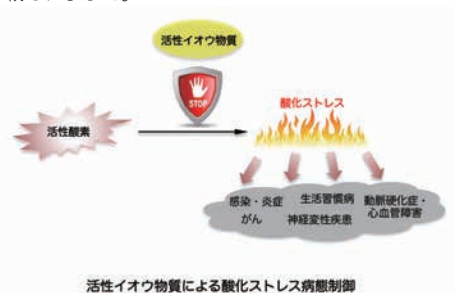 活性イオウ物質
STOP
酸化ストレス
活性酸素
感染・炎症
がん
生活習慣病
神経変性疾患
動脈硬化症・
心血管障害
活性イオウ物質による酸化ストレス病態制御